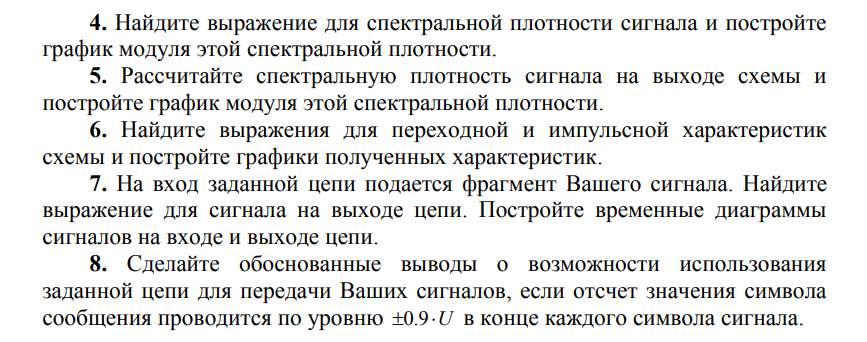 4. Найдите выражение для спектральной плотности сигнала и постройте
график модуля этой спектральной плотности.
5. Рассчитайте спектральную плотность сигнала на выходе схемы и
постройте график модуля этой спектральной плотности.
6. Найдите выражения для переходной и импульсной характеристик
схемы и постройте графики полученных характеристик.
7. На вход заданной цепи подается фрагмент Вашего сигнала. Найдите
выражение для сигнала на выходе цепи. Постройте временные диаграммы
сигналов на входе и выходе цепи.
8. Сделайте обоснованные выводы о возможности использования
заданной цепи для передачи Ваших сигналов, если отсчет значения символа
сообщения проводится по уровню ±0.9·U в конце каждого символа сигнала.